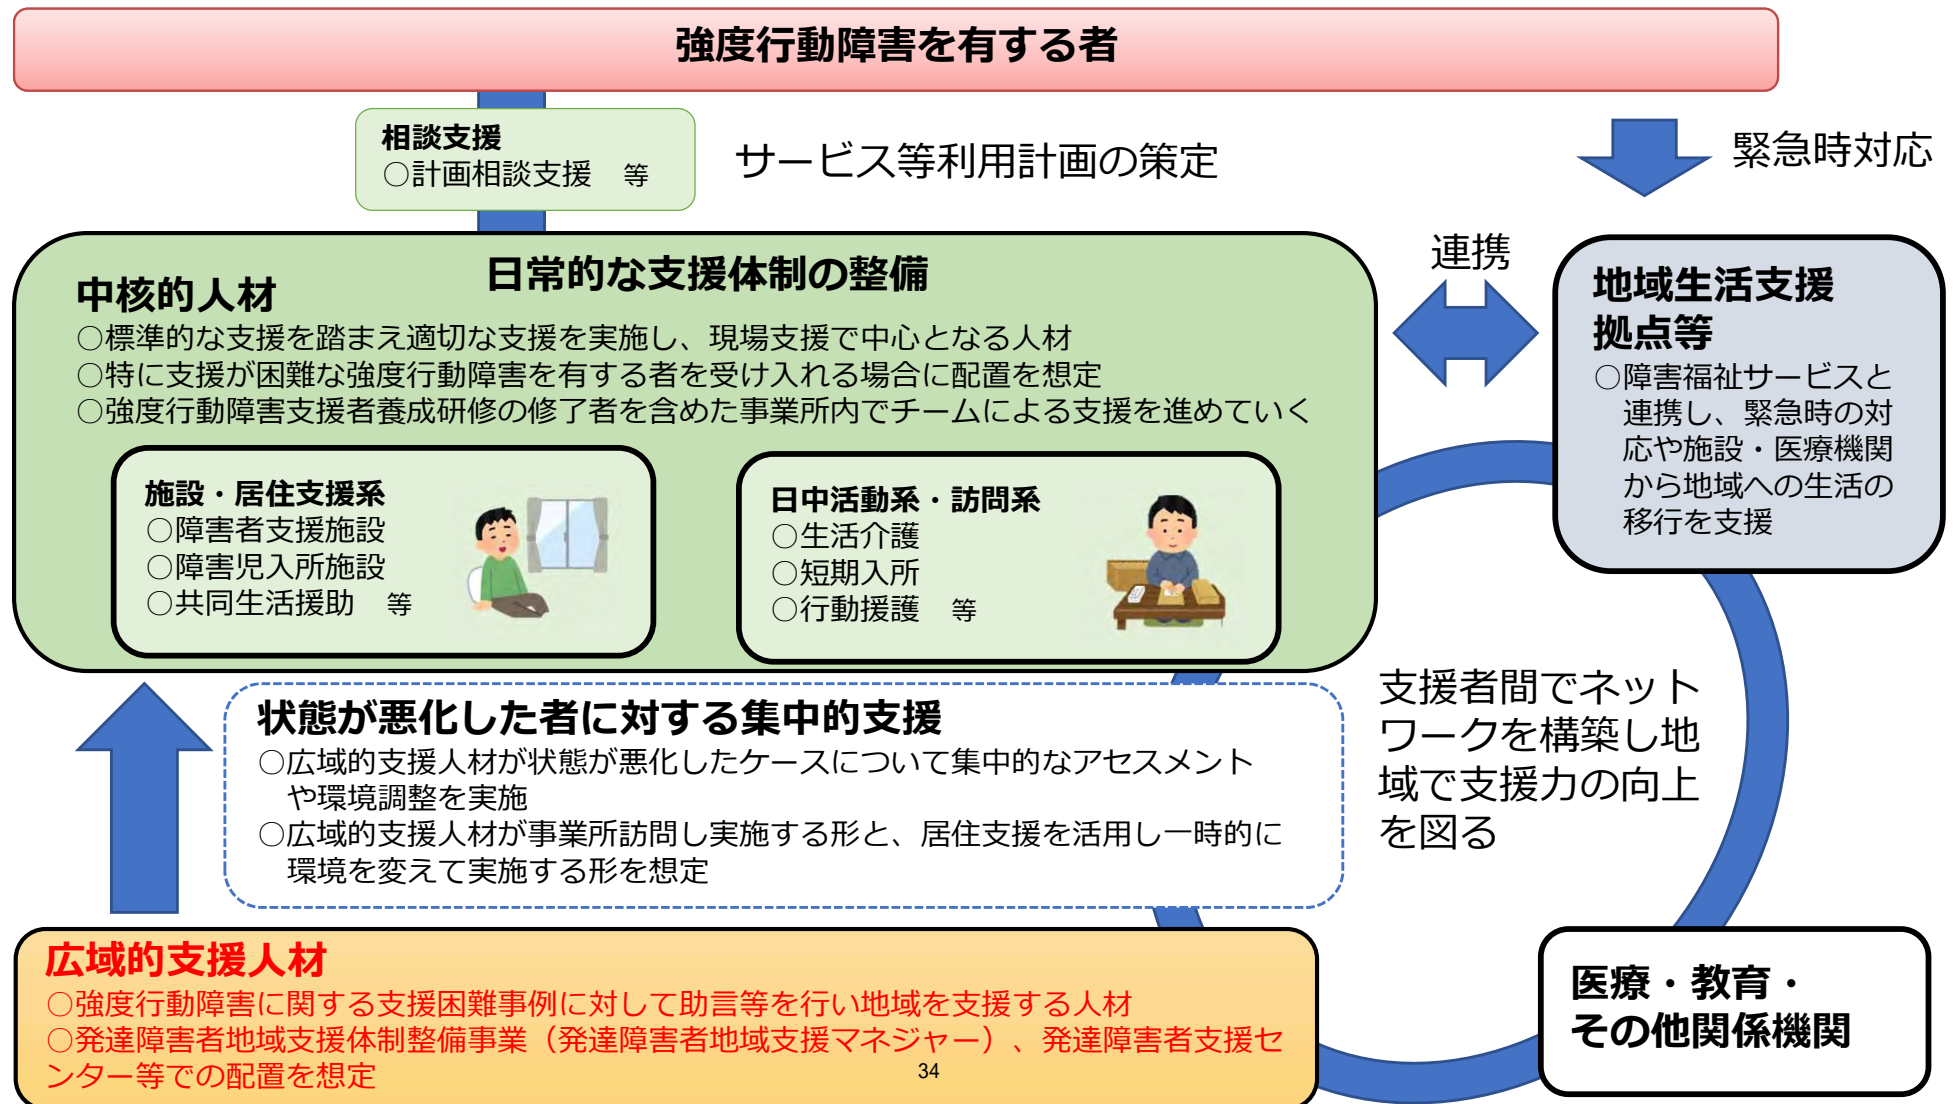 強度行動障害を有する者
相談支援
○計画相談支援　等
サービス等利用計画の策定
緊急時対応
日常的な支援体制の整備
中核的人材
○標準的な支援を踏まえ適切な支援を実施し、現場支援で中心となる人材
○特に支援が困難な強度行動障害を有する者を受け入れる場合に配置を想定
○強度行動障害支援者養成研修の修了者を含めた事業所内でチームによる支援を進めていく
施設・居住支援系
○障害者支援施設
○障害児入所施設
○共同生活援助　等
日中活動系・訪問系
○生活介護
○短期入所
○行動援護　等
連携
地域生活支援
拠点等
○障害福祉サービスと
連携し、緊急時の対
応や施設・医療機関
から地域への生活の
移行を支援
状態が悪化した者に対する集中的支援
○広域的支援人材が状態が悪化したケースについて集中的なアセスメント
や環境調整を実施
○広域的支援人材が事業所訪問し実施する形と、居住支援を活用し一時的に
環境を変えて実施する形を想定
支援者間でネット
ワークを構築し地
域で支援力の向上
を図る
広域的支援人材
○強度行動障害に関する支援困難事例に対して助言等を行い地域を支援する人材
○発達障害者地域支援体制整備事業（発達障害者地域支援マネジャー）、発達障害者支援セ
ンター等での配置を想定
医療・教育・
その他関係機関
34